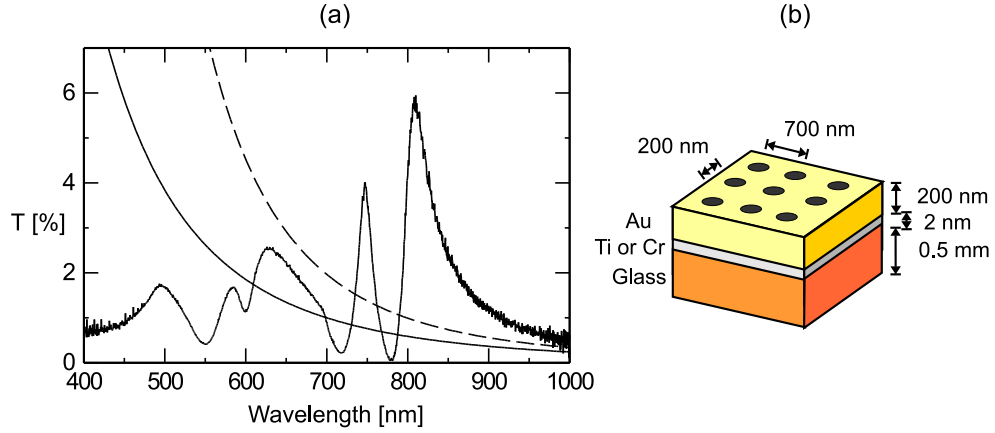 (a)
T [%]
6
4
2
0
400 500 600 700 800 900 1000
Wavelength [nm]
(b)
700 nm
200 nm
200 nm
2 nm
0.5 mm
Au
Ti or Cr
Glass